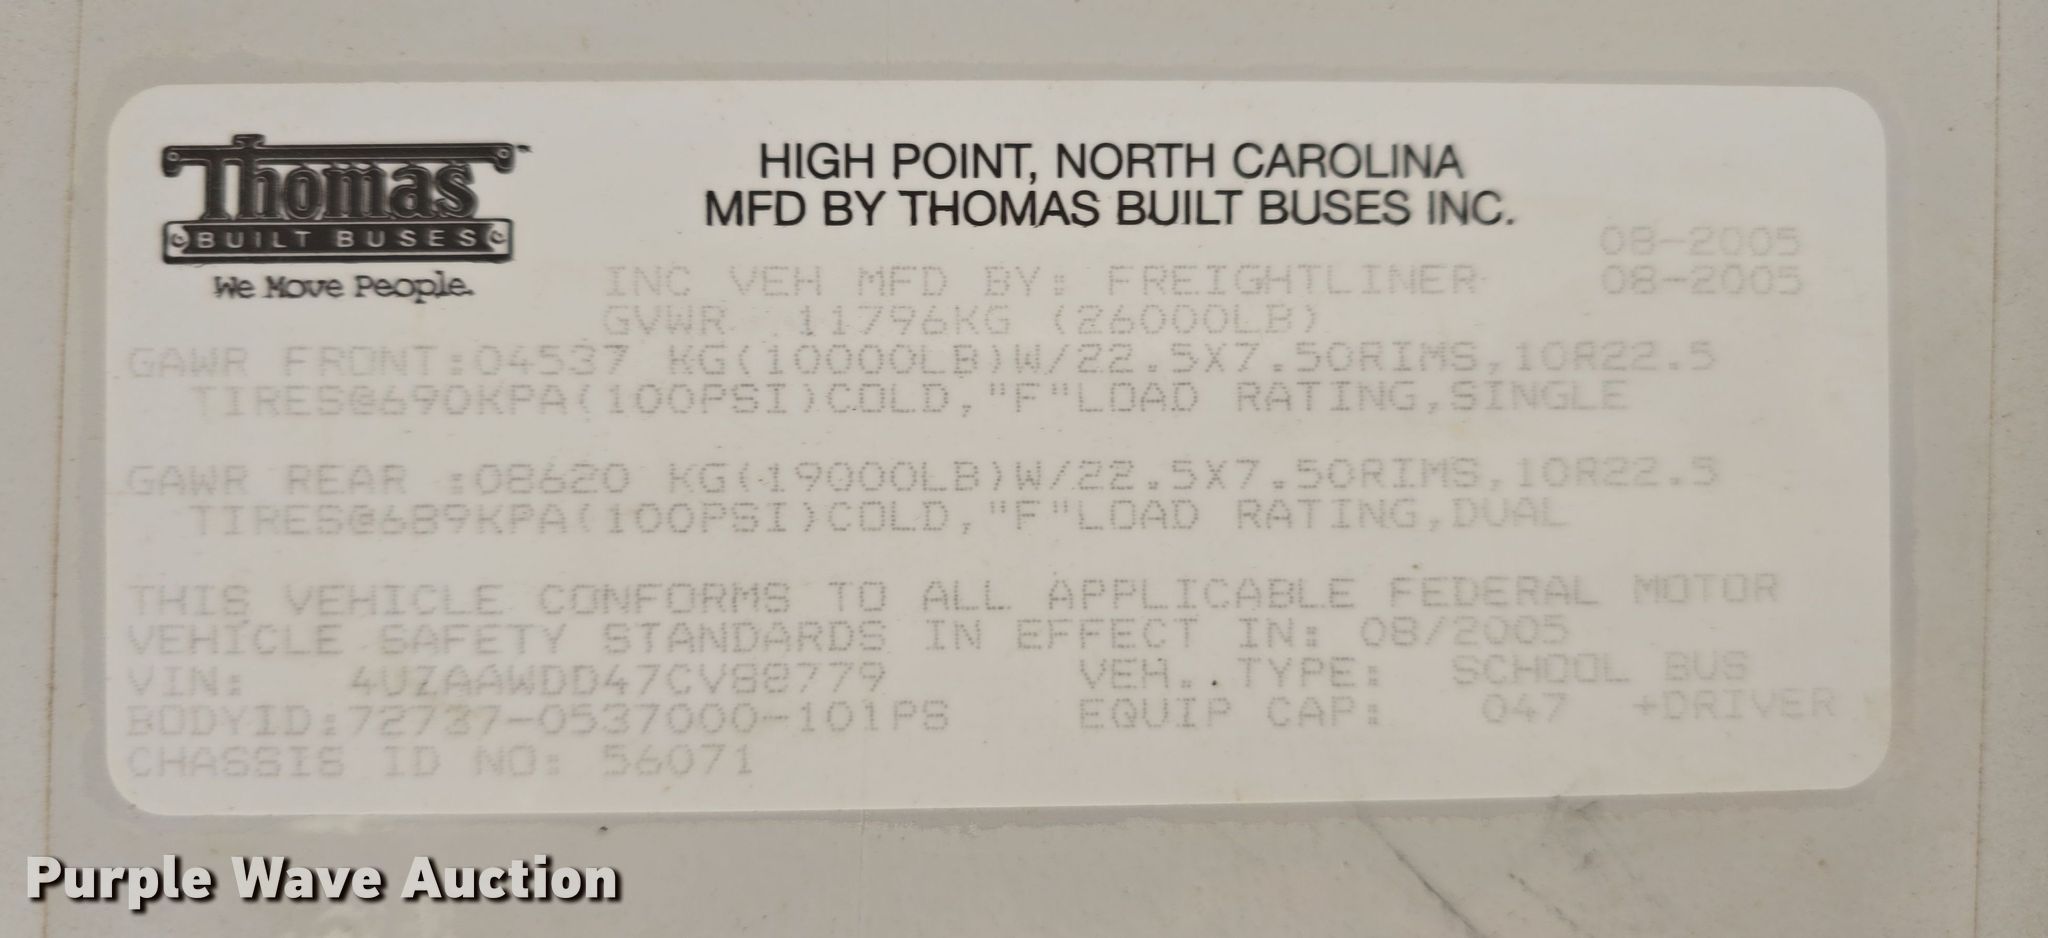 Thomas™
BUILT BUSES
We Move People.
HIGH POINT, NORTH CAROLINA
MFD BY THOMAS BUILT BUSES INC.
08-2005
INC VEH MFD BY: FREIGHTLINER 08-2005
GVWR 11796KG (26000LB)
GAWR FRONT:04537 KG(10000LB)W/22.5X7.50RIMS,10R22.5
TIRES@690KPA(100PSI)COLD,"F"LOAD RATING,SINGLE
GAWR REAR :08620 KG(19000LB)W/22.5X7.50RIMS,10R22.5
TIRES@689KPA(100PSI)COLD,"F"LOAD RATING,DUAL
THIS VEHICLE CONFORMS TO ALL APPLICABLE FEDERAL MOTOR
VEHICLE SAFETY STANDARDS IN EFFECT IN: 08/2005
VIN: 4UZAAWDD47CV88779 VEH. TYPE: SCHOOL BUS
BODYID:72737-0537000-101PS EQUIP CAP: 047 +DRIVER
CHASSIS ID NO: 56071
Purple Wave Auction